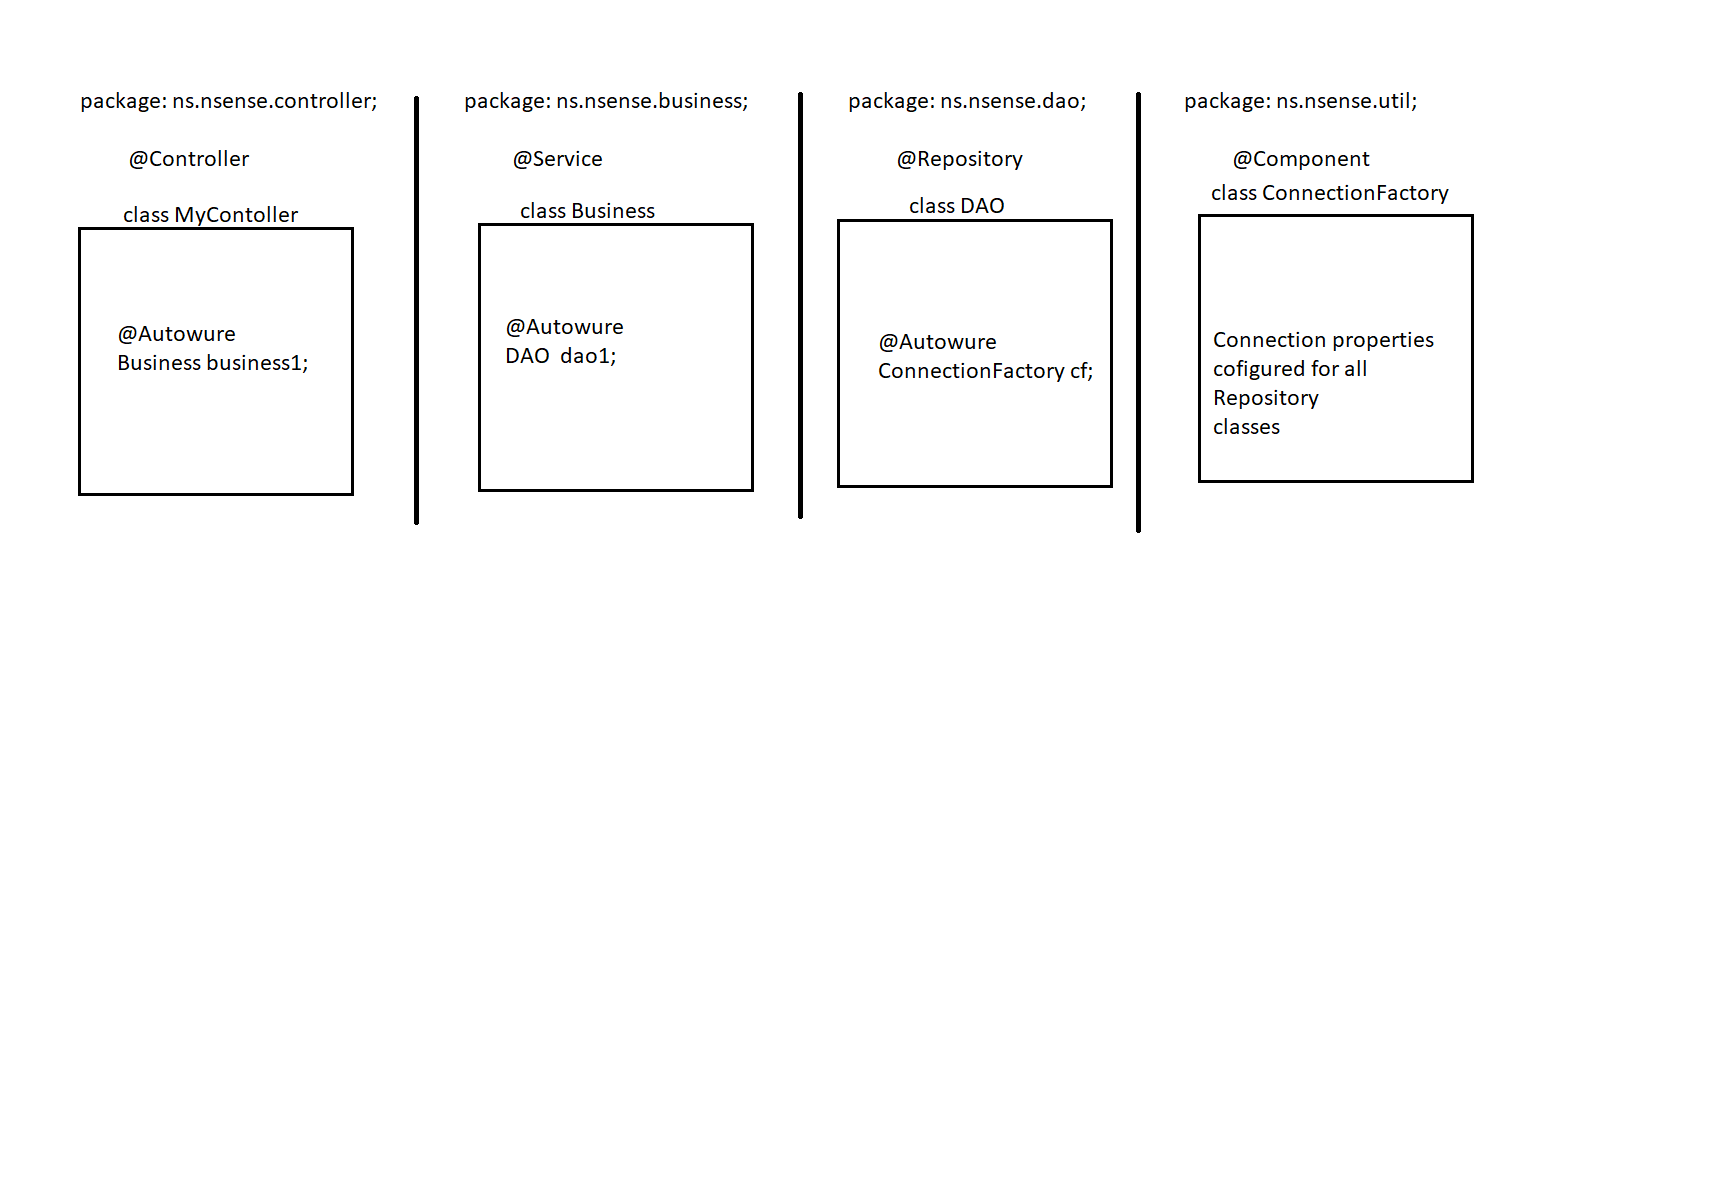 package: ns.nsense.controller;
@Controller
class MyContoller
@Autowure
Business business1;
package: ns.nsense.business;
@Service
class Business
@Autowure
DAO  dao1;
package: ns.nsense.dao;
@Repository
class DAO
@Autowure
ConnectionFactory cf;
package: ns.nsense.util;
@Component
class ConnectionFactory
Connection properties
cofigured for all
Repository
classes